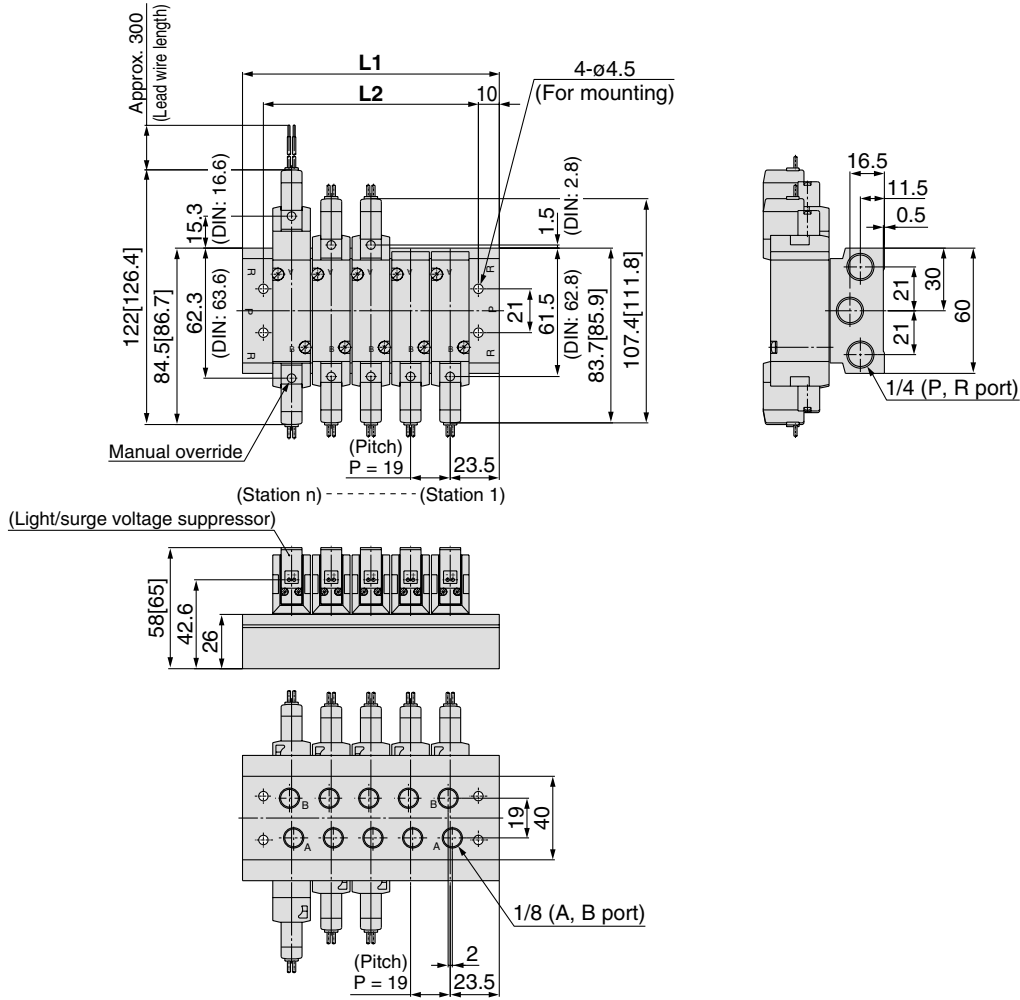 Approx. 300
(Lead wire length)
L1
L2
10
4-ø4.5
(For mounting)
15.3
(DIN: 16.6)
1.5
(DIN: 2.8)
122[126.4]
84.5[86.7]
62.3
(DIN: 63.6)
R
P
R
V
V
V
V
V
B
B
B
B
B
R
P
R
21
61.5
(DIN: 62.8)
83.7[85.9]
107.4[111.8]
Manual override
(Pitch)
P = 19
23.5
(Station n)
(Station 1)
16.5
11.5
0.5
21
21
30
60
1/4 (P, R port)
(Light/surge voltage suppressor)
58[65]
42.6
26
B
A
B
A
19
40
1/8 (A, B port)
2
(Pitch)
P = 19
23.5